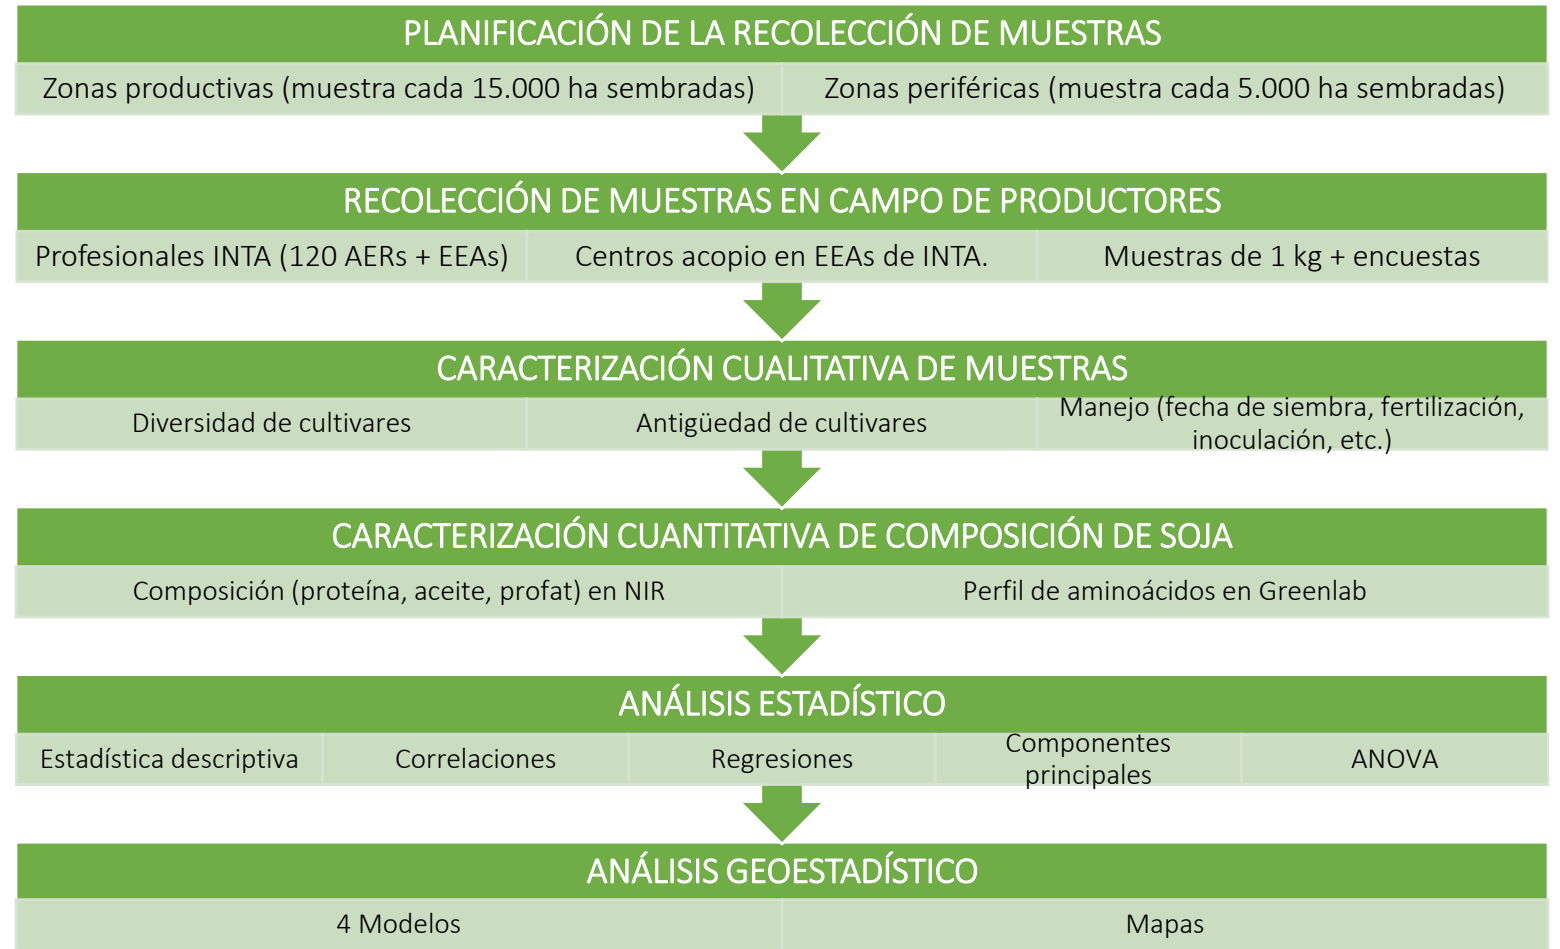 PLANIFICACIÓN DE LA RECOLECCIÓN DE MUESTRAS
Zonas productivas (muestra cada 15.000 ha sembradas)
Zonas periféricas (muestra cada 5.000 ha sembradas)
RECOLECCIÓN DE MUESTRAS EN CAMPO DE PRODUCTORES
Profesionales INTA (120 AERs + EEAs)
Centros acopio en EEAs de INTA.
Muestras de 1 kg + encuestas
CARACTERIZACIÓN CUALITATIVA DE MUESTRAS
Diversidad de cultivares
Antigüedad de cultivares
Manejo (fecha de siembra, fertilización,
inoculación, etc.)
CARACTERIZACIÓN CUANTITATIVA DE COMPOSICIÓN DE SOJA
Composición (proteína, aceite, profat) en NIR
Perfil de aminoácidos en Greenlab
ANÁLISIS ESTADÍSTICO
Estadística descriptiva
Correlaciones
Regresiones
Componentes
principales
ANOVA
ANÁLISIS GEOESTADÍSTICO
4 Modelos
Mapas